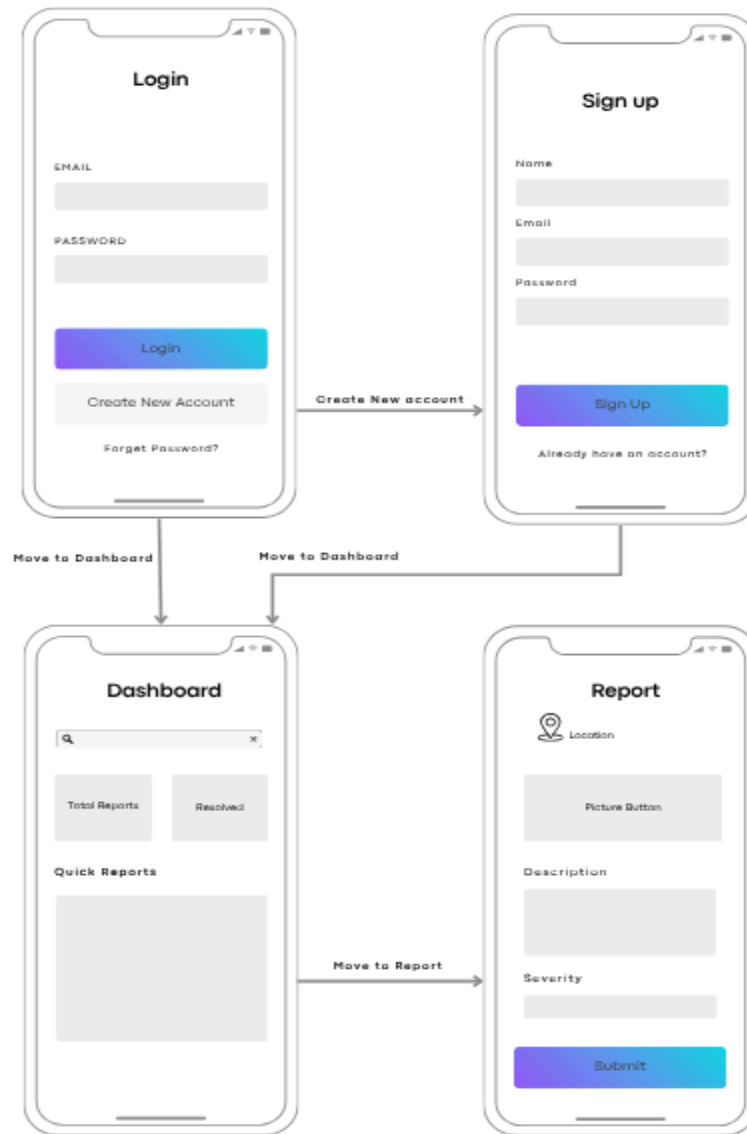 Login
EMAIL
PASSWORD
Login
Create New Account
Forget Password?
Create New account
Sign up
Name
Email
Password
Sign Up
Already have an account?
Move to Dashboard
Move to Dashboard
Dashboard
Total Reports
Resolved
Quick Reports
Move to Report
Report
Location
Picture Button
Description
Severity
Submit